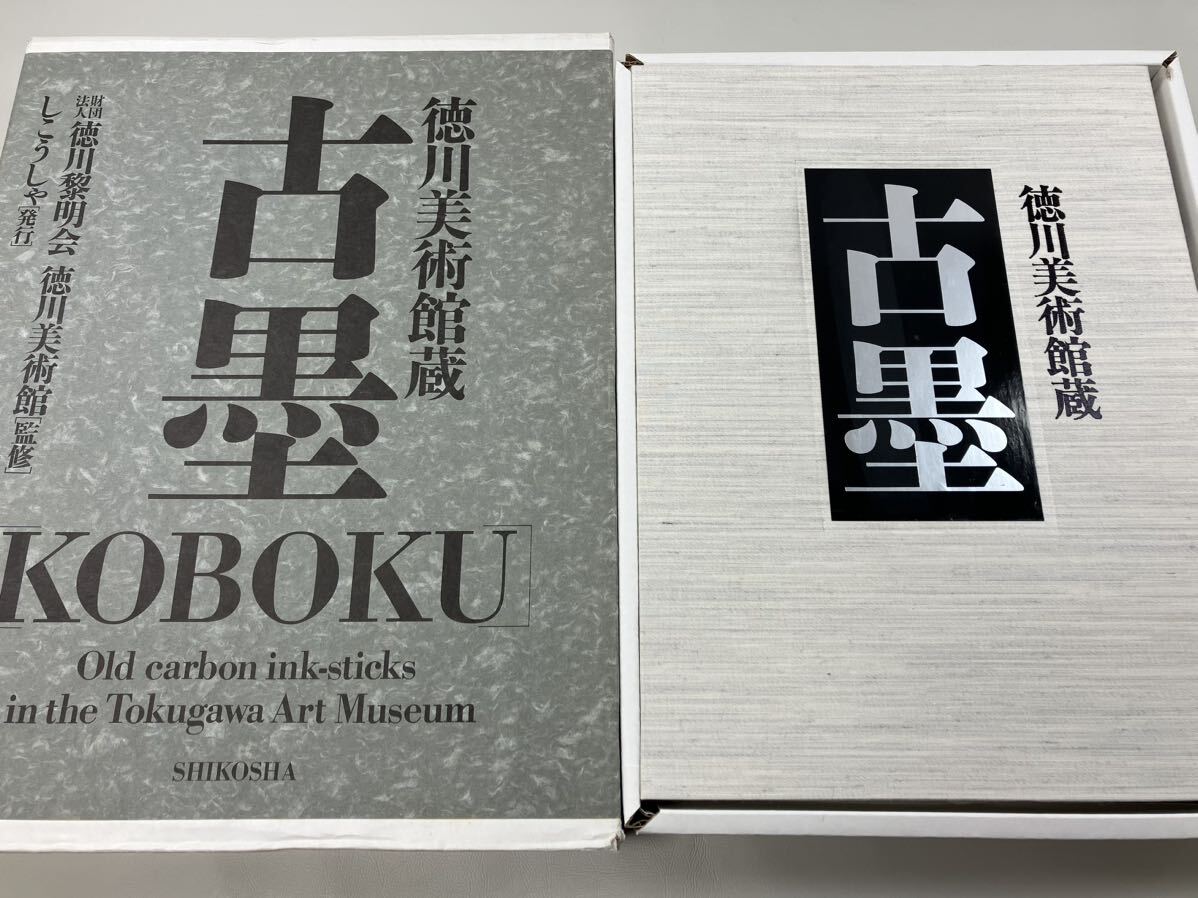 徳川美術館蔵
古墨
財団法人 徳川黎明会 徳川美術館[監修]
しこうしゃ[発行]
[KOBOKU]
Old carbon ink-sticks
in the Tokugawa Art Museum
SHIKOSHA
徳川美術館蔵
古墨